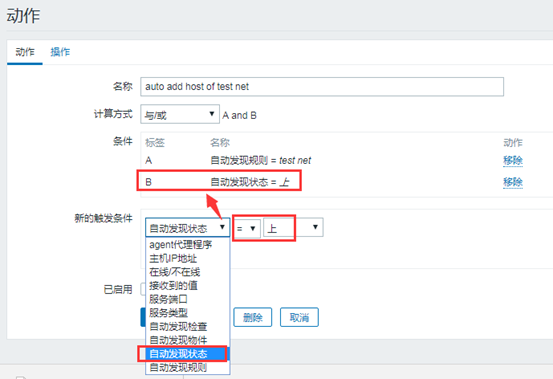 动作
动作 操作
名称 auto add host of test net
计算方式 与/或 A and B
条件 标签 名称 动作
A 自动发现规则 = test net 移除
B 自动发现状态 = 上 移除
新的触发条件 自动发现状态 = 上
agent代理程序
主机IP地址
在线/不在线
接收到的值
服务端口
服务类型
自动发现检查
自动发现物件
自动发现状态
自动发现规则
已启用
删除 取消